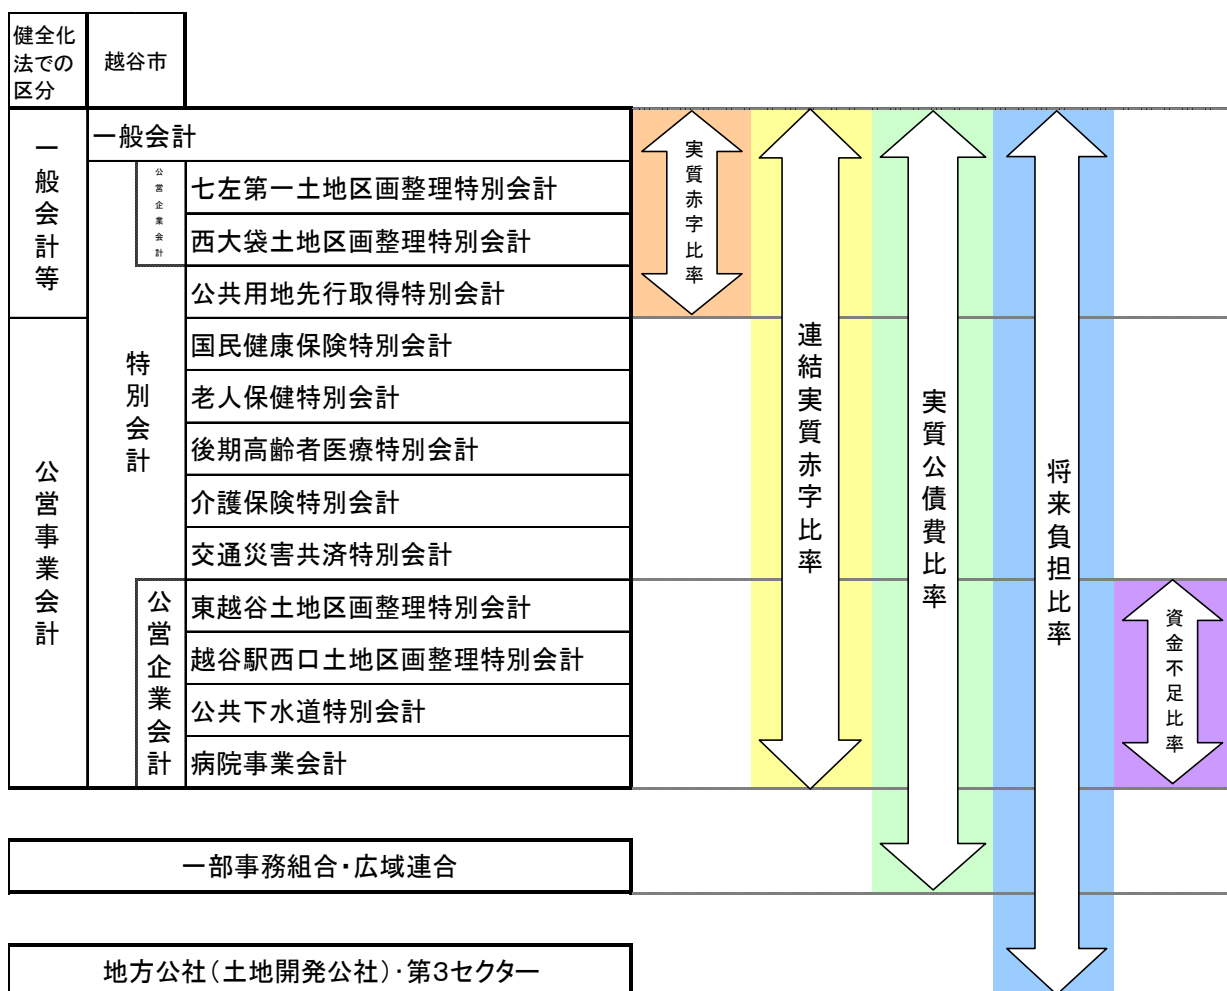 健全化
法での
区分
越谷市
一般会計等
一般会計
公営企業会計
七左第一土地区画整理特別会計
西大袋土地区画整理特別会計
公共用地先行取得特別会計
特別会計
公営事業会計
国民健康保険特別会計
老人保健特別会計
後期高齢者医療特別会計
介護保険特別会計
交通災害共済特別会計
公営企業会計
東越谷土地区画整理特別会計
越谷駅西口土地区画整理特別会計
公共下水道特別会計
病院事業会計
実質赤字比率
連結実質赤字比率
実質公債費比率
将来負担比率
資金不足比率
一部事務組合・広域連合
地方公社(土地開発公社)・第3セクター